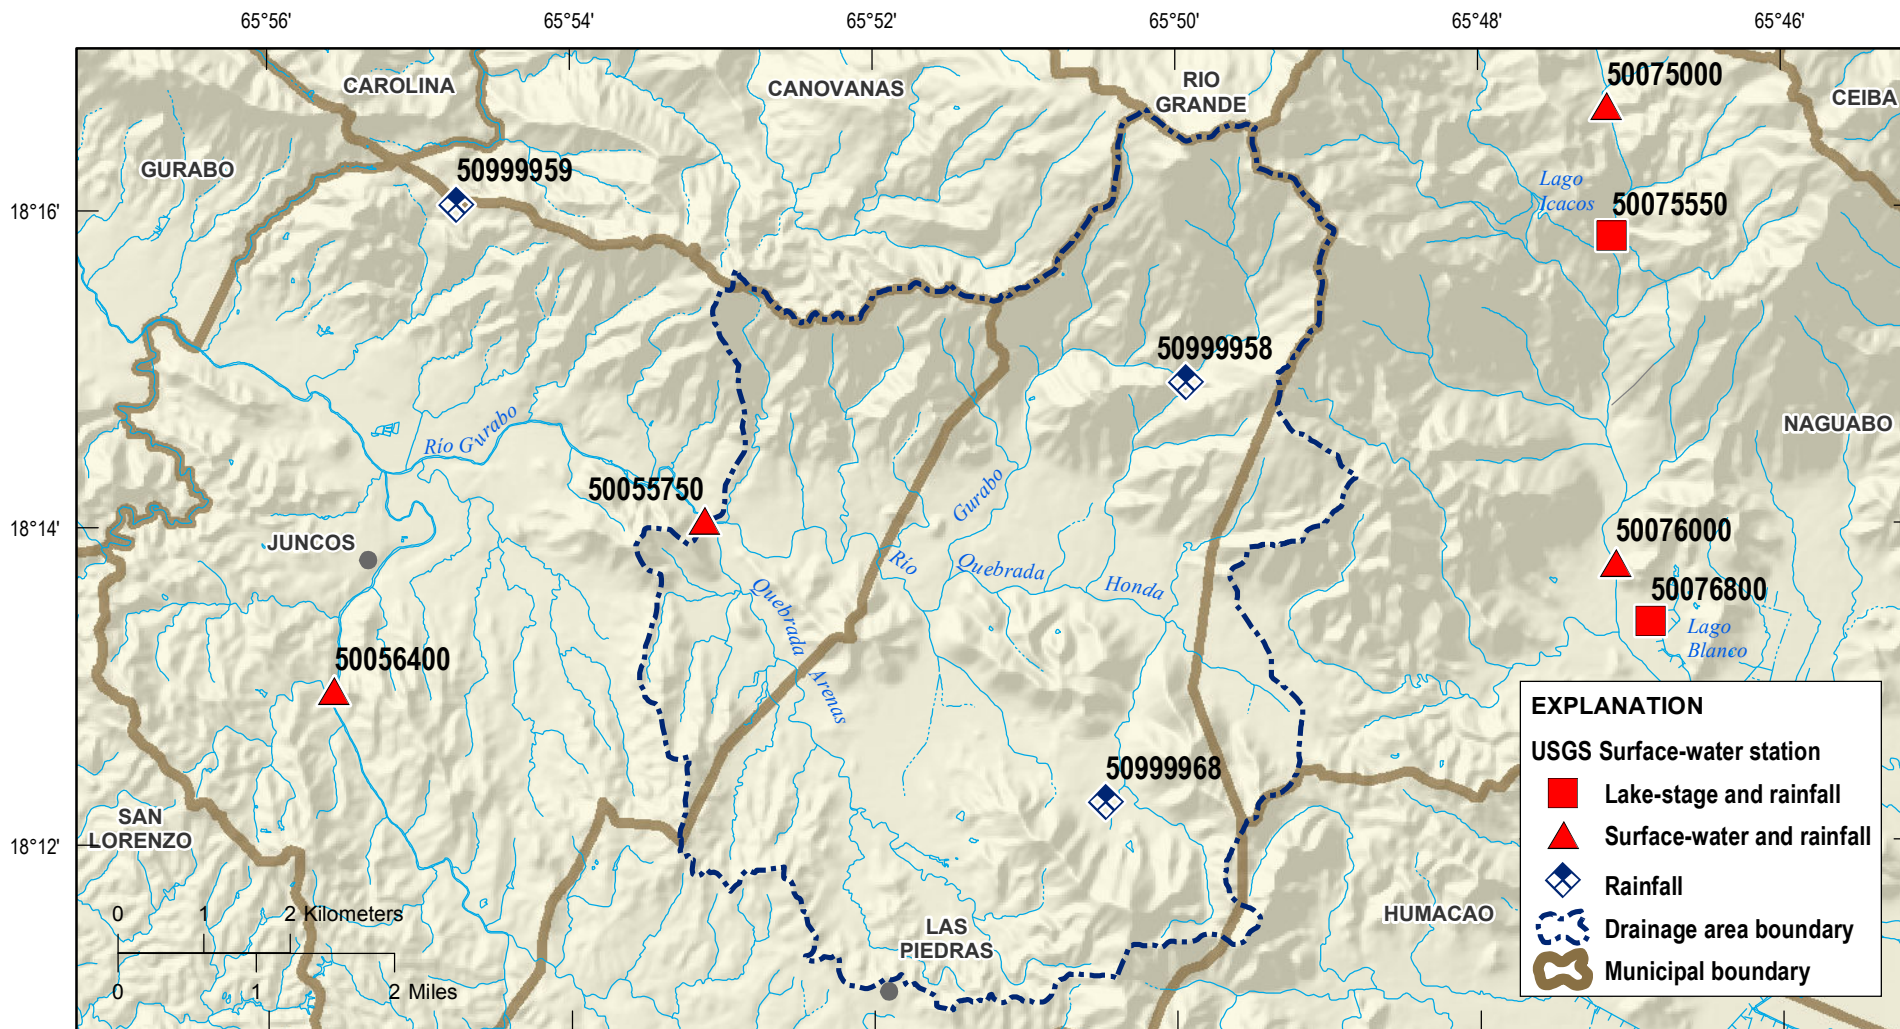 65°56'
65°54'
65°52'
65°50'
65°48'
65°46'
18°16'
18°14'
18°12'
CAROLINA
CANOVANAS
RIO
GRANDE
50075000
CEIBA
GURABO
50999959
Lago
Icacos
50075550
50999958
Río Gurabo
NAGUABO
50055750
Gurabo
Río
50076000
JUNCOS
Quebrada
Honda
50076800
Quebrada
Arenas
Lago
Blanco
50056400
50999968
SAN
LORENZO
LAS
PIEDRAS
HUMACAO
0 1 2 Kilometers
0 1 2 Miles
EXPLANATION
USGS Surface-water station
Lake-stage and rainfall
Surface-water and rainfall
Rainfall
Drainage area boundary
Municipal boundary